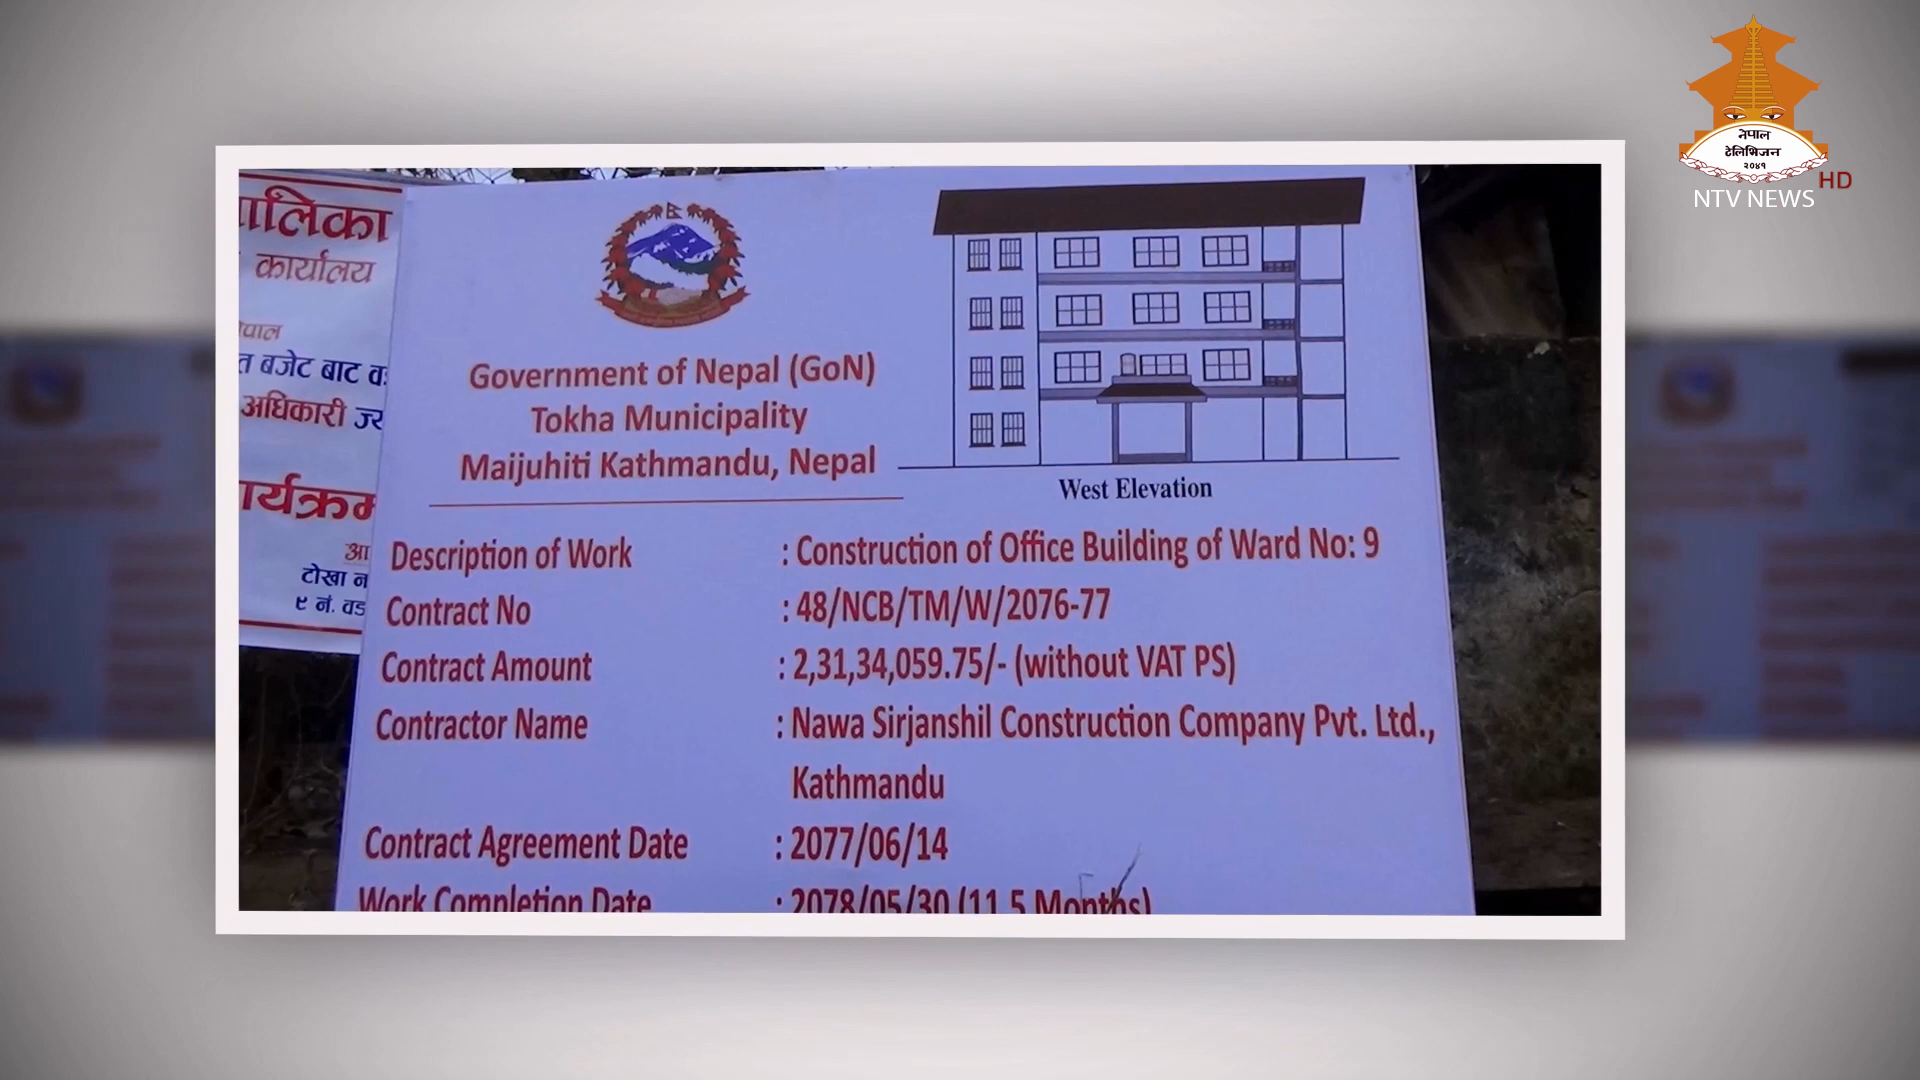 नेपाल
टेलिभिजन
२०४१
HD
NTV NEWS
कार्यालय
बजेट बाट
अधिकारी
टोखा
९ नं.
Government of Nepal (GoN)
Tokha Municipality
Maijuhiti Kathmandu, Nepal
West Elevation
Description of Work : Construction of Office Building of Ward No: 9
Contract No : 48/NCB/TM/W/2076-77
Contract Amount : 2,31,34,059.75/- (without VAT PS)
Contractor Name : Nawa Sirjanshil Construction Company Pvt. Ltd.,
Kathmandu
Contract Agreement Date : 2077/06/14
Work Completion Date : 2078/05/30 (11.5 Months)